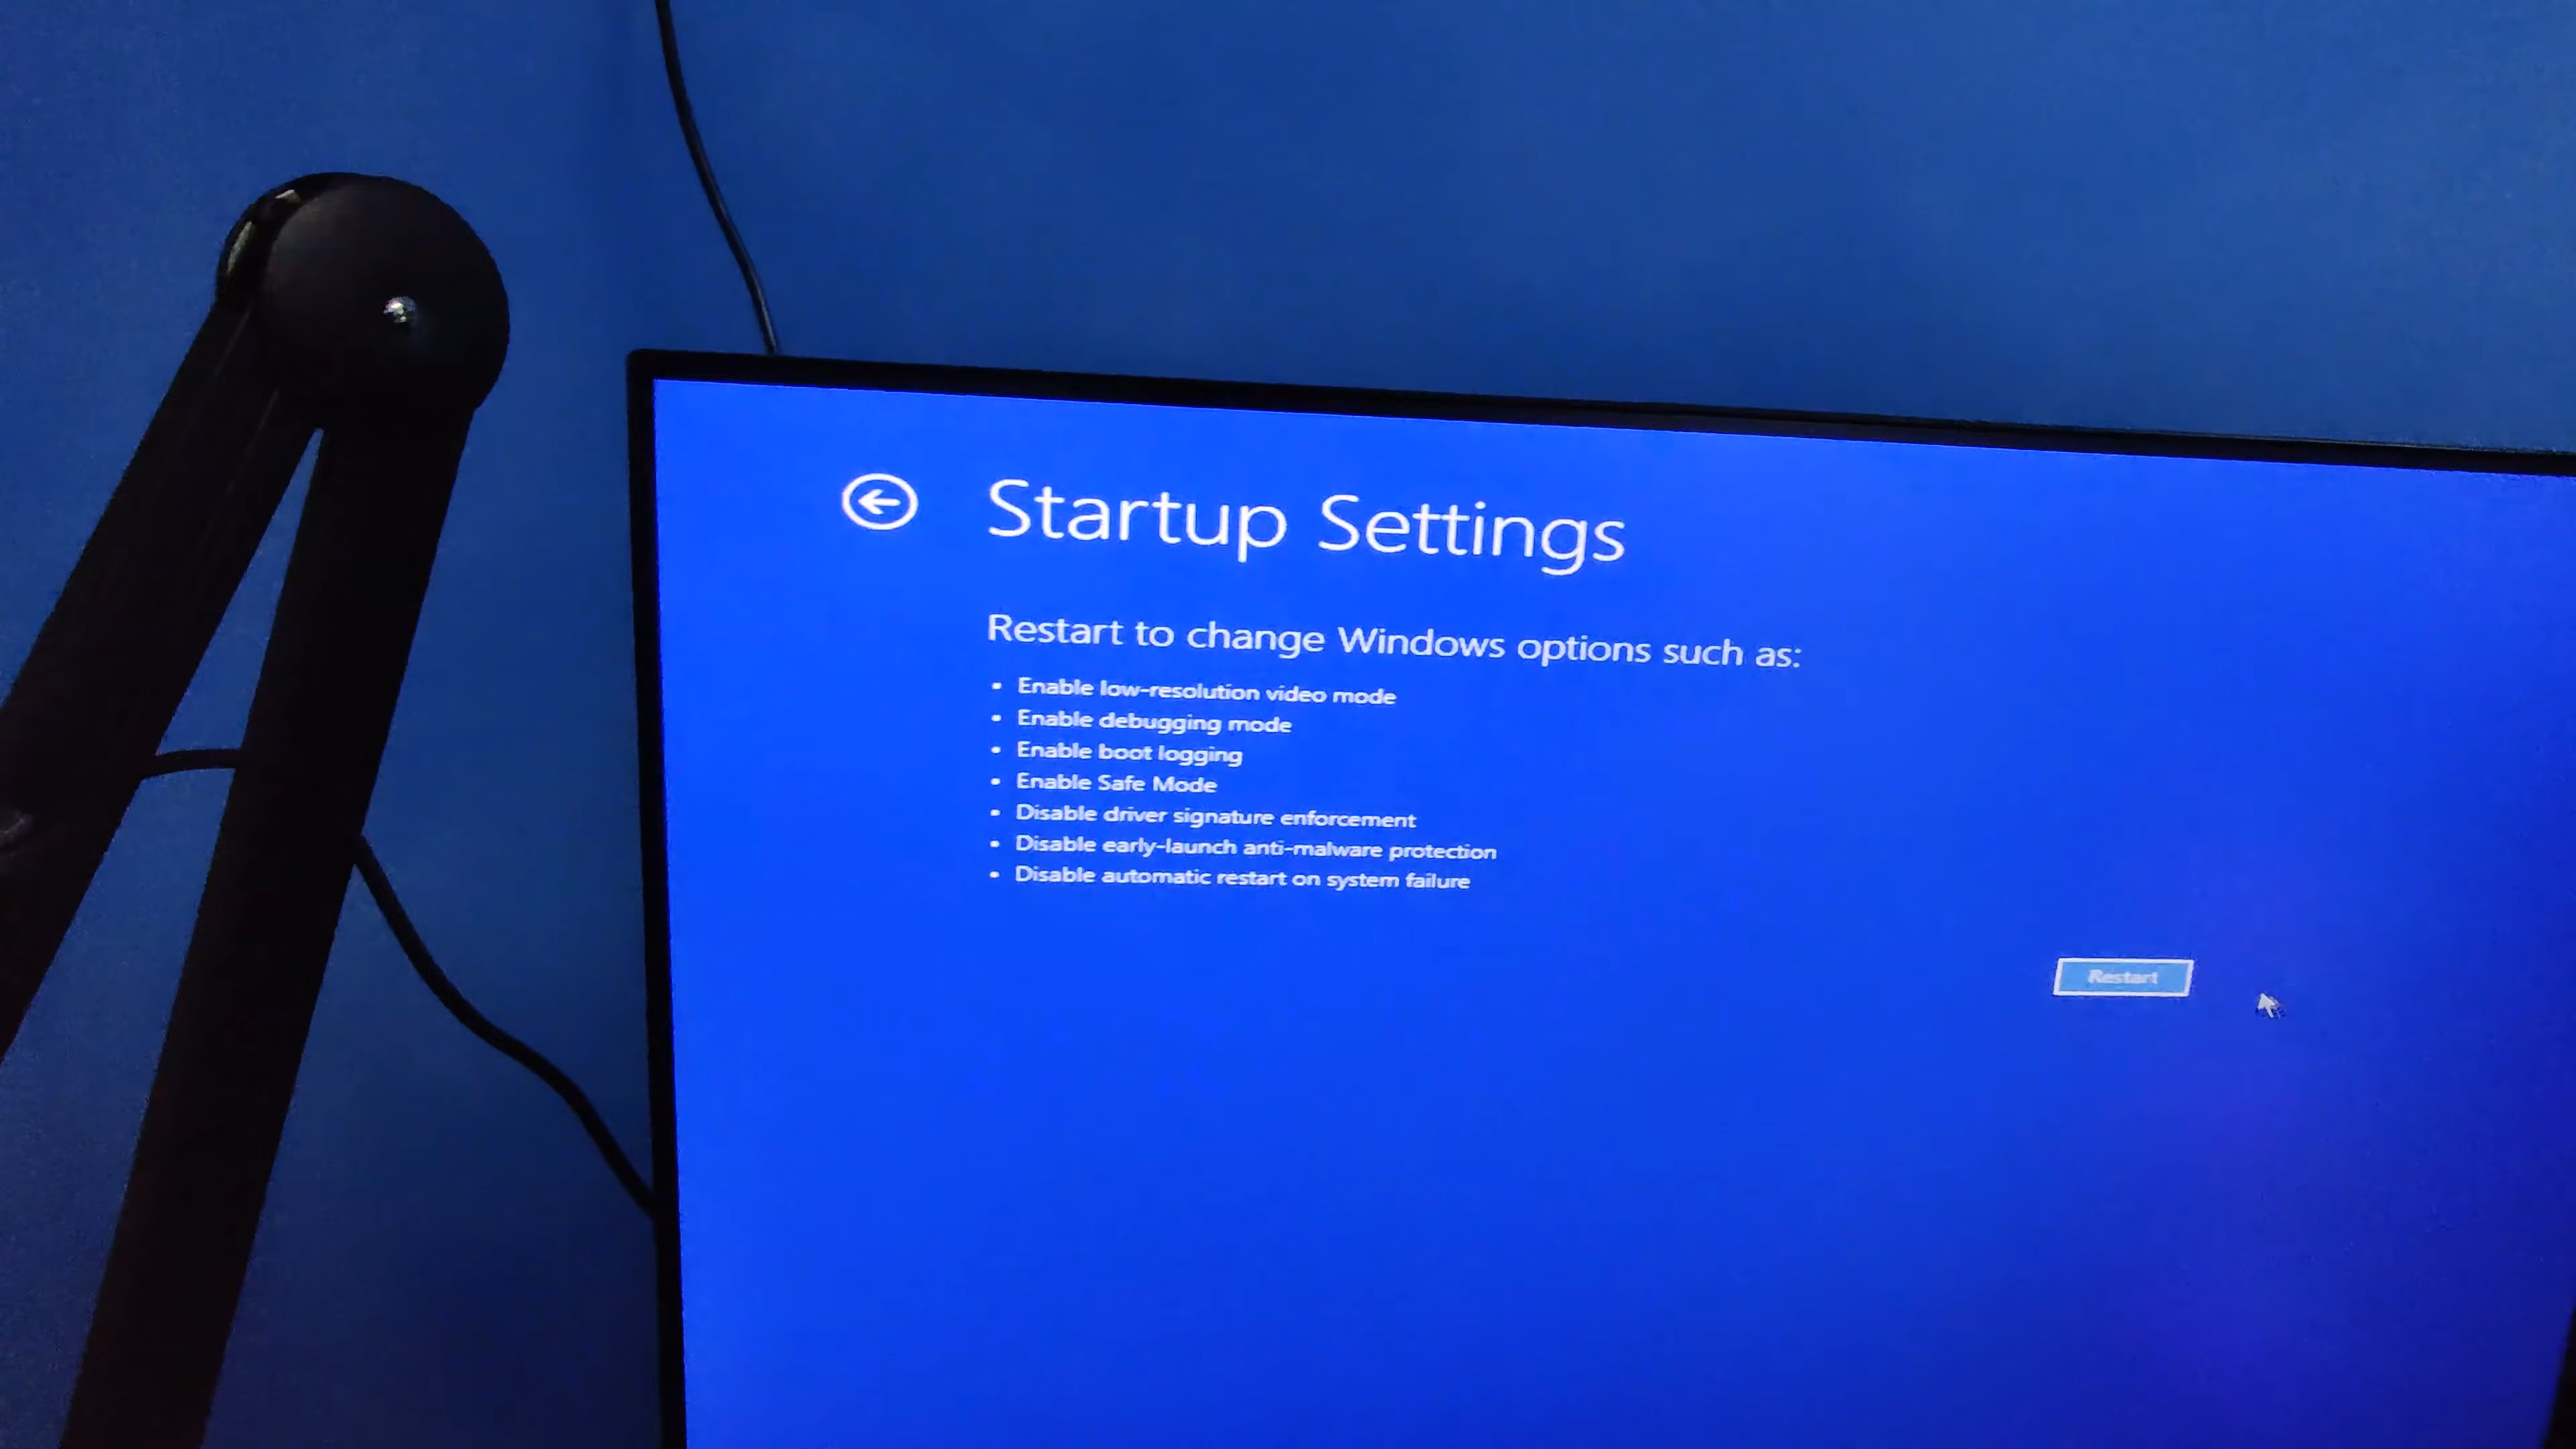 Startup Settings
Restart to change Windows options such as:
• Enable low-resolution video mode
• Enable debugging mode
• Enable boot logging
• Enable Safe Mode
• Disable driver signature enforcement
• Disable early-launch anti-malware protection
• Disable automatic restart on system failure
Restart